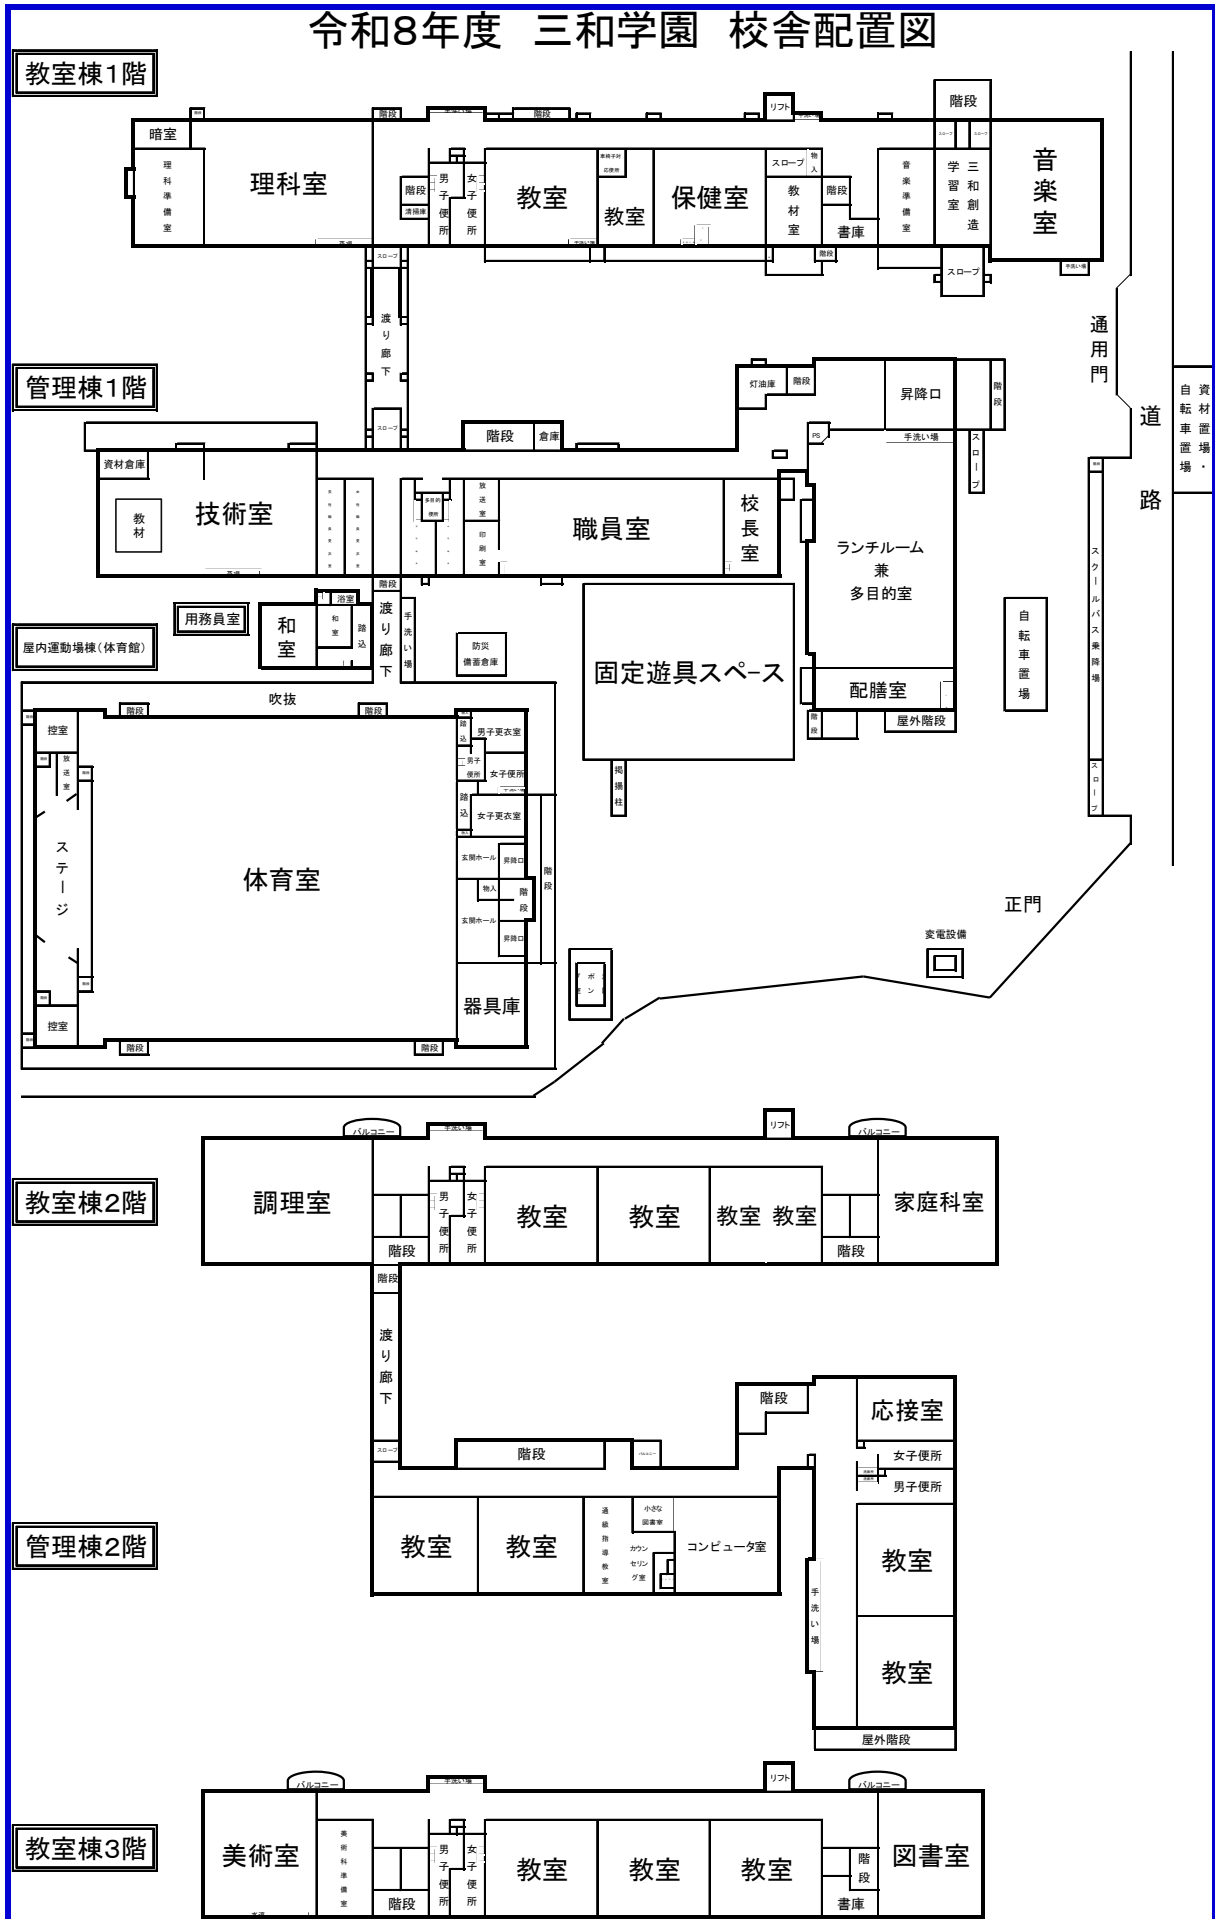 令和8年度 三和学園 校舎配置図
教室棟1階
リフト
階段
階段
階段
暗室
理科準備室
理科室
階段
清掃庫
男子便所
女子便所
教室
教室
保健室
スロープ
物入
教材室
階段
書庫
音楽準備室
三和創造学習室
音楽室
階段
スロープ
手洗い場
スロープ
渡り廊下
スロープ
通用門
道路
資材置場・自転車置場
管理棟1階
灯油庫
階段
昇降口
階段
手洗い場
PS
スロープ
階段
倉庫
資材倉庫
教材
技術室
多目的便所
放送室
印刷室
職員室
校長室
ランチルーム
兼
多目的室
スクールバス乗降場
スロープ
自転車置場
配膳室
階段
屋外階段
階段
渡り廊下
手洗い場
浴室
和室
和室
踏込
用務員室
防災
備蓄倉庫
固定遊具スペース
掲揚柱
屋内運動場棟(体育館)
吹抜
階段
階段
控室
放送室
ステージ
控室
体育室
踏込
男子更衣室
男子便所
女子便所
踏込
女子更衣室
玄関ホール
昇降口
物入
階段
玄関ホール
昇降口
器具庫
階段
階段
階段
正門
変電設備
教室棟2階
バルコニー
手洗い場
リフト
バルコニー
調理室
階段
男子便所
女子便所
教室
教室
教室
教室
階段
家庭科室
階段
渡り廊下
スロープ
管理棟2階
階段
階段
応接室
女子便所
男子便所
教室
教室
通級指導教室
小さな
図書室
カウン
セリン
グ室
コンピュータ室
教室
教室
手洗い場
屋外階段
教室棟3階
バルコニー
手洗い場
リフト
バルコニー
美術室
美術科準備室
階段
男子便所
女子便所
教室
教室
教室
階段
書庫
図書室